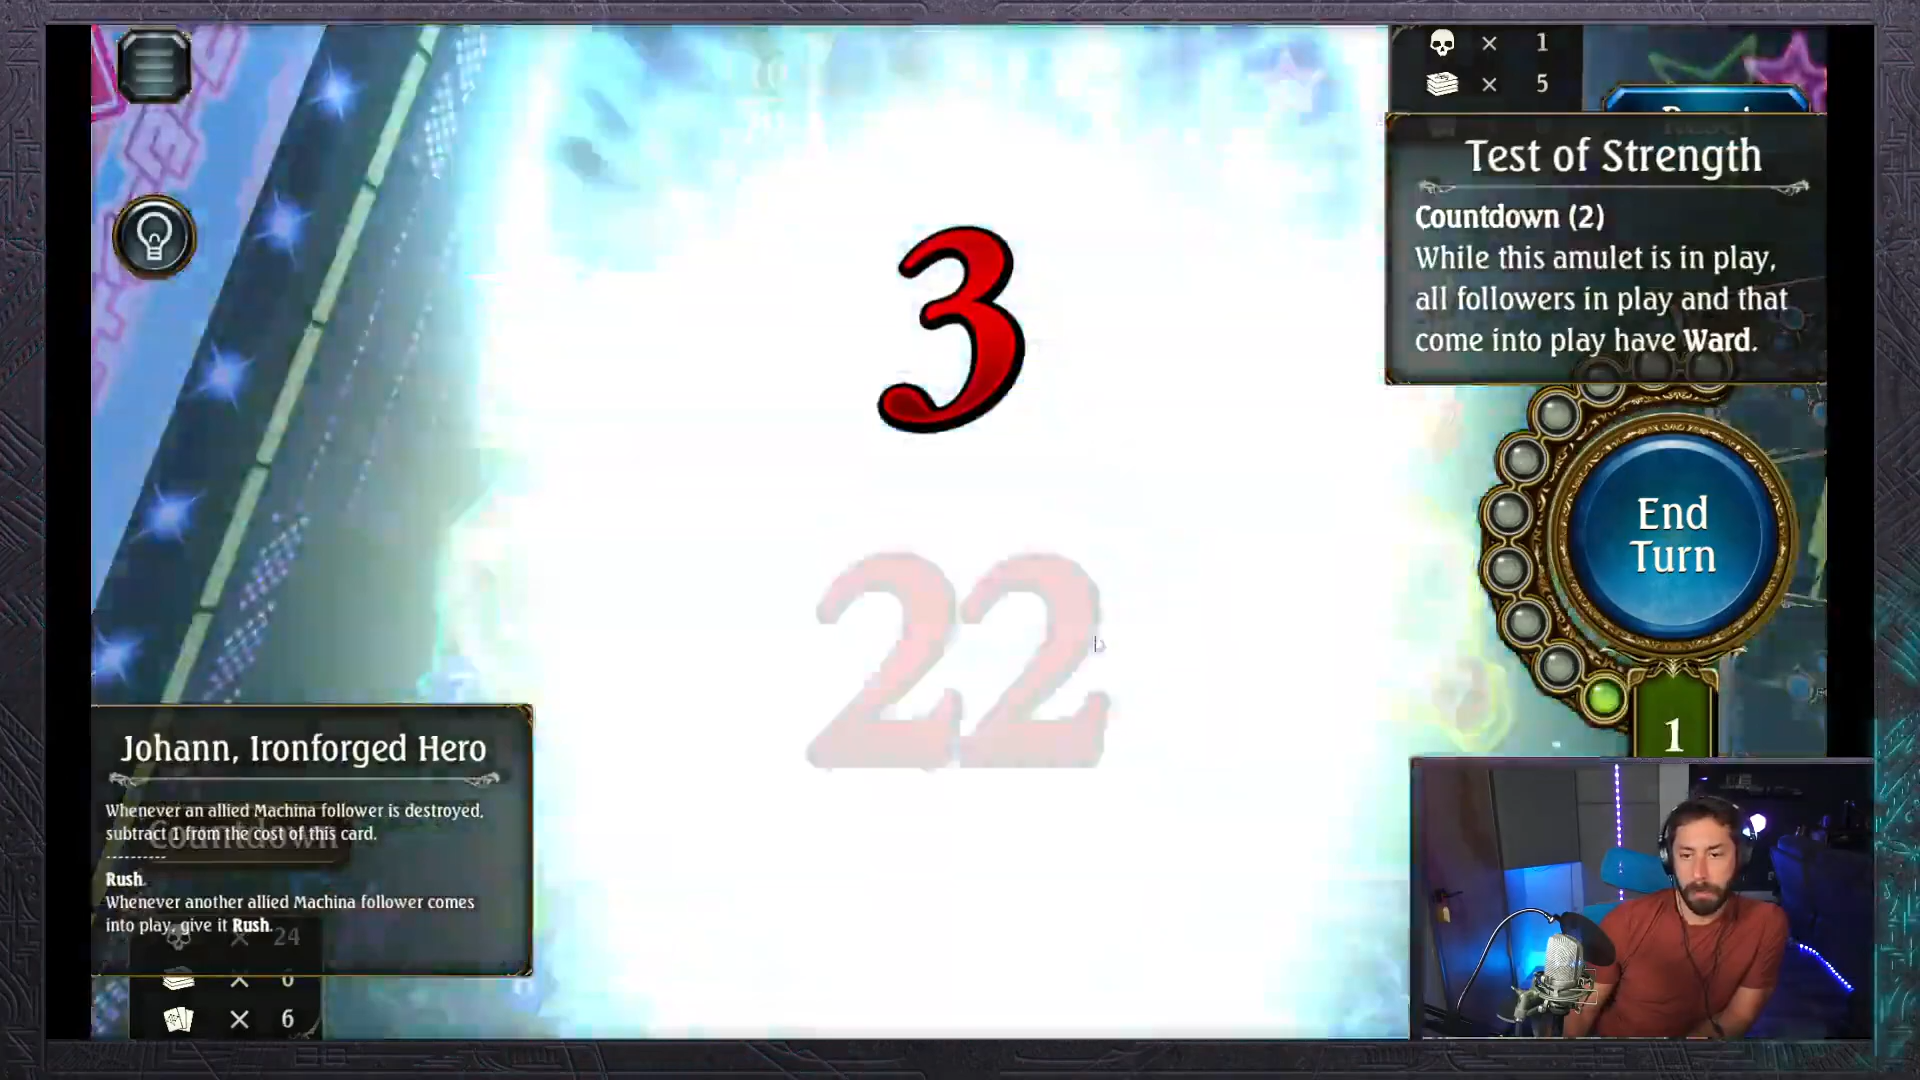 × 1
× 5
Test of Strength
Countdown (2)
While this amulet is in play,
all followers in play and that
come into play have Ward.
3
End
Turn
22
1
Johann, Ironforged Hero
Whenever an allied Machina follower is destroyed,
subtract 1 from the cost of this card.
----------
Countdown
Rush.
Whenever another allied Machina follower comes
into play, give it Rush.
× 24
× 6
× 6